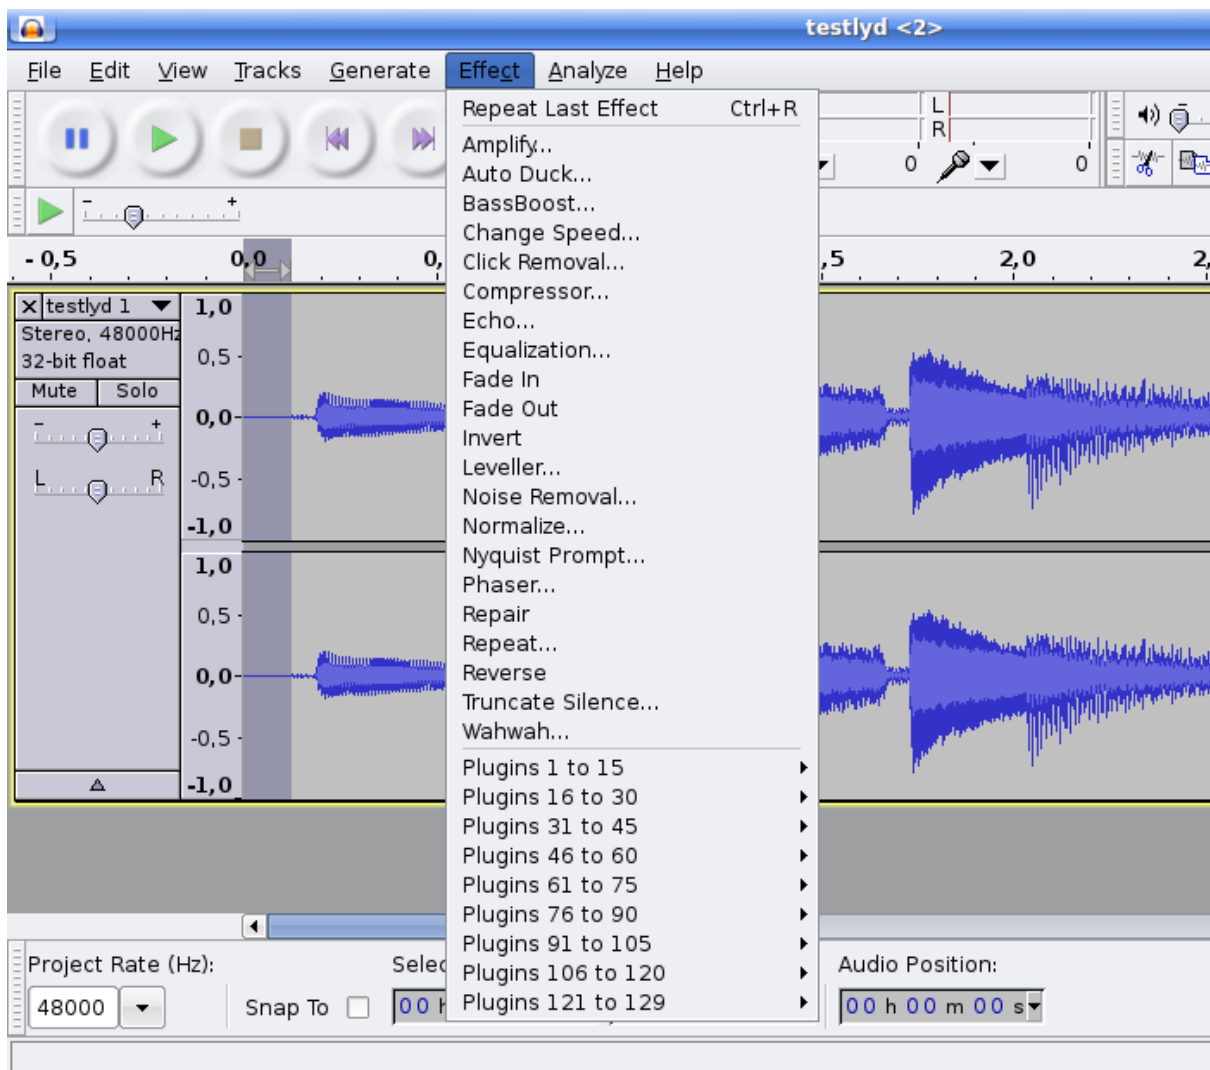 testlyd <2>
File Edit View Tracks Generate Effect Analyze Help
Repeat Last Effect Ctrl+R
Amplify...
Auto Duck...
BassBoost...
Change Speed...
Click Removal...
Compressor...
Echo...
Equalization...
Fade In
Fade Out
Invert
Leveller...
Noise Removal...
Normalize...
Nyquist Prompt...
Phaser...
Repair
Repeat...
Reverse
Truncate Silence...
Wahwah...
Plugins 1 to 15
Plugins 16 to 30
Plugins 31 to 45
Plugins 46 to 60
Plugins 61 to 75
Plugins 76 to 90
Plugins 91 to 105
Plugins 106 to 120
Plugins 121 to 129
L
R
0 0
- +
- 0,5 0,0 0, ,5 2,0 2,
testlyd 1
Stereo, 48000Hz
32-bit float
Mute Solo
- +
L R
1,0
0,5
0,0
-0,5
-1,0
1,0
0,5
0,0
-0,5
-1,0
Project Rate (Hz):
48000
Snap To
Audio Position:
00 h 00 m 00 s